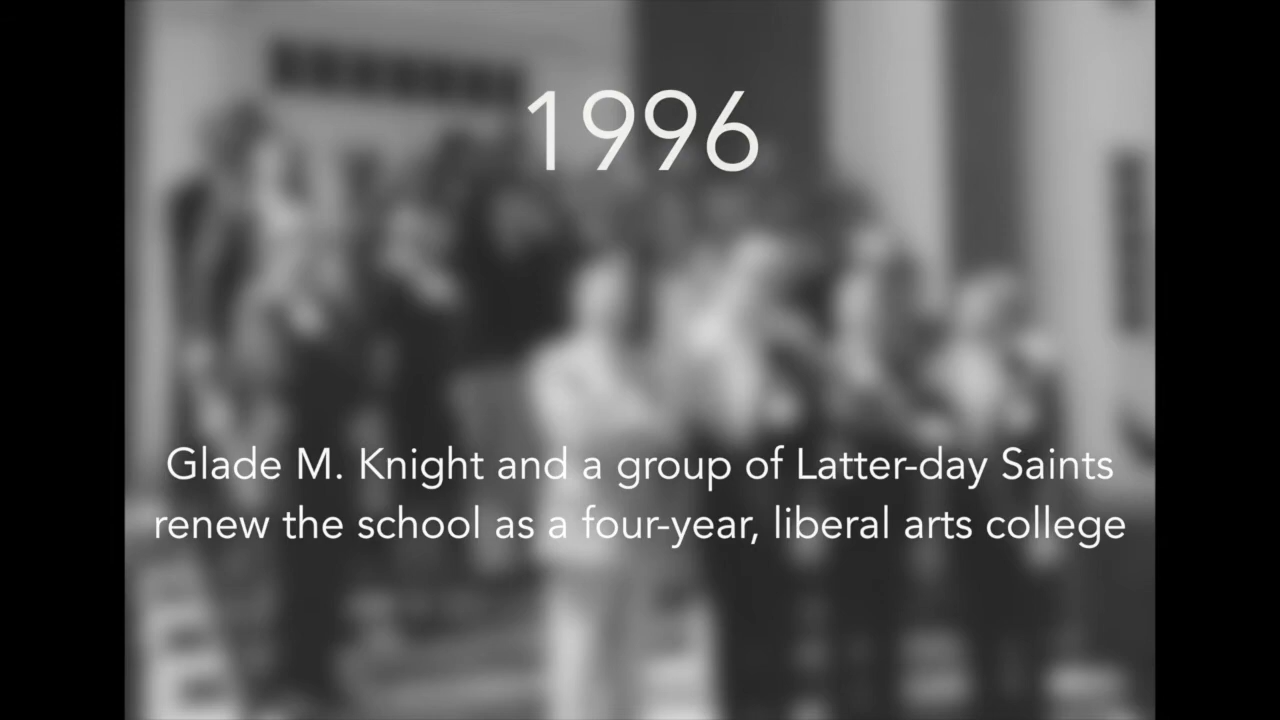 1996
Glade M. Knight and a group of Latter-day Saints
renew the school as a four-year, liberal arts college